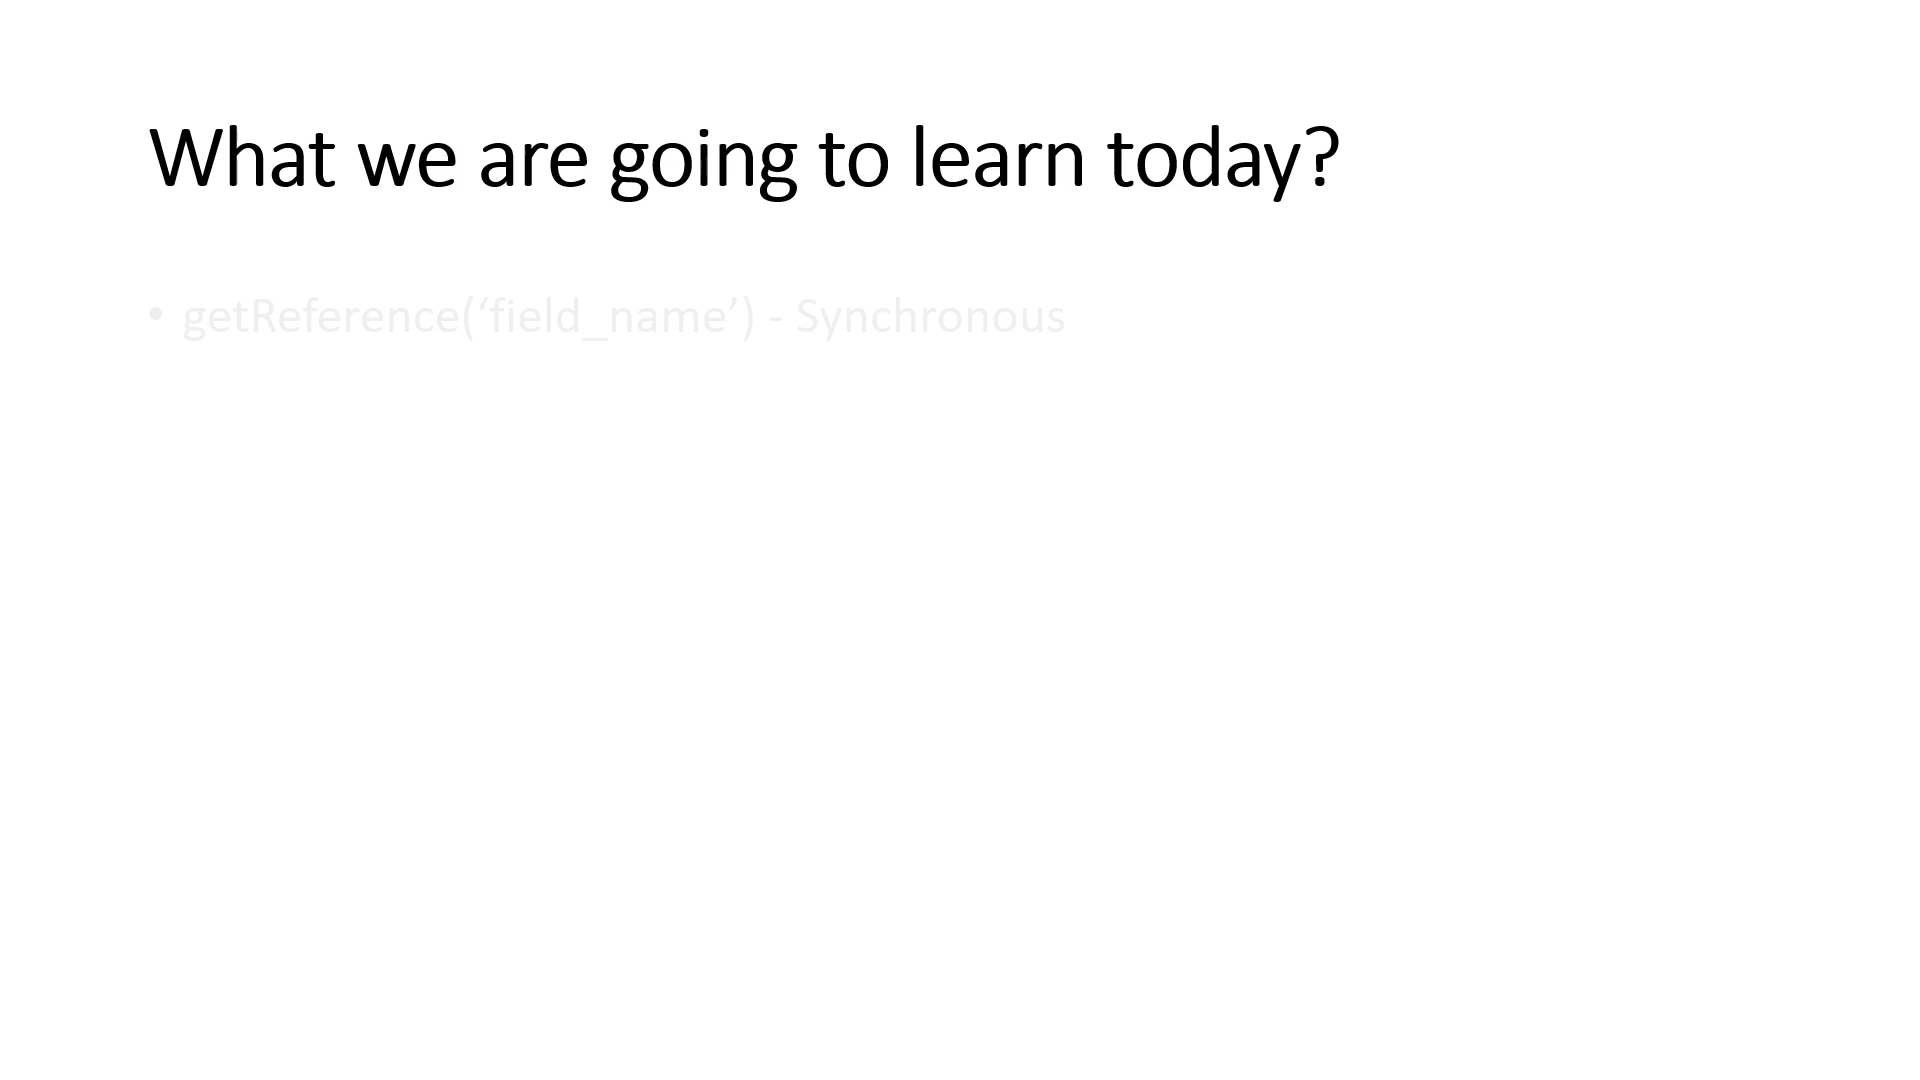 What we are going to learn today?
• getReference(‘field_name’) - Synchronous